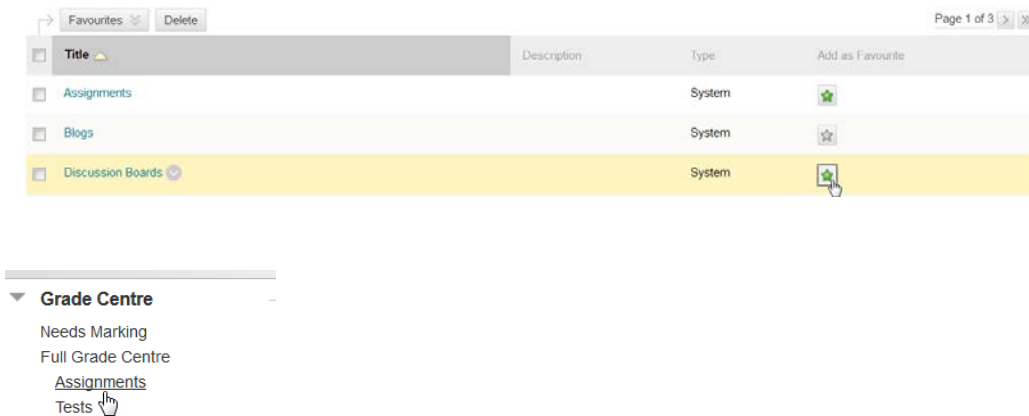 Favourites Delete Page 1 of 3
Title Description Type Add as Favourite
Assignments System
Blogs System
Discussion Boards System
Grade Centre
Needs Marking
Full Grade Centre
Assignments
Tests